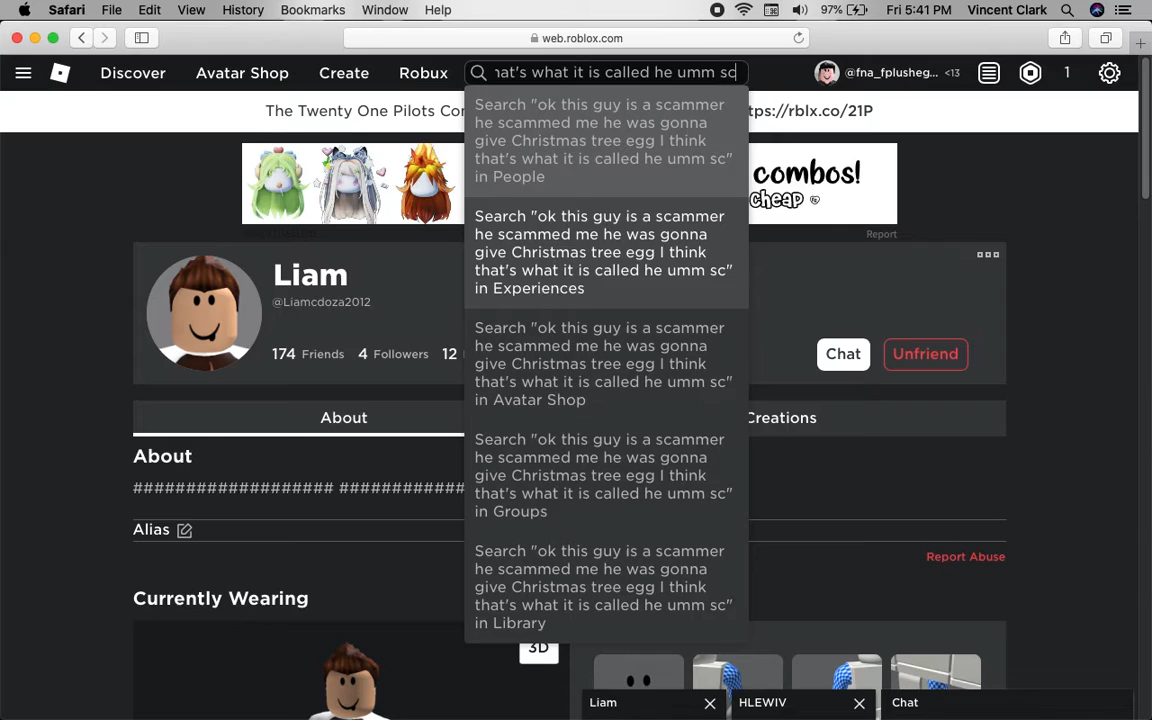 Safari File Edit View History Bookmarks Window Help 97% Fri 5:41 PM Vincent Clark
web.roblox.com
Discover Avatar Shop Create Robux hat's what it is called he umm sc @fna_fplusheg... <13 1
The Twenty One Pilots Co ttps://rblx.co/21P
Search "ok this guy is a scammer
he scammed me he was gonna
give Christmas tree egg I think
that's what it is called he umm sc"
in People
combos!
cheap
Report
Search "ok this guy is a scammer
he scammed me he was gonna
give Christmas tree egg I think
that's what it is called he umm sc"
in Experiences
Liam
@Liamcdoza2012
174 Friends 4 Followers 12
Chat Unfriend
Search "ok this guy is a scammer
he scammed me he was gonna
give Christmas tree egg I think
that's what it is called he umm sc"
in Avatar Shop
About Creations
Search "ok this guy is a scammer
he scammed me he was gonna
give Christmas tree egg I think
that's what it is called he umm sc"
in Groups
About
################### ############
Alias
Report Abuse
Search "ok this guy is a scammer
he scammed me he was gonna
give Christmas tree egg I think
that's what it is called he umm sc"
in Library
Currently Wearing
3D
Liam HLEWIV Chat